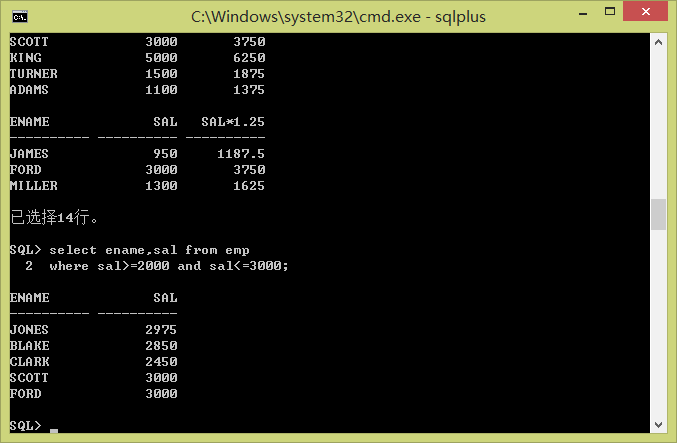 C:\Windows\system32\cmd.exe - sqlplus
SCOTT 3000 3750
KING 5000 6250
TURNER 1500 1875
ADAMS 1100 1375
ENAME SAL SAL*1.25
---------- ---------- ----------
JAMES 950 1187.5
FORD 3000 3750
MILLER 1300 1625
已选择14行。
SQL> select ename,sal from emp
2 where sal>=2000 and sal<=3000;
ENAME SAL
---------- ----------
JONES 2975
BLAKE 2850
CLARK 2450
SCOTT 3000
FORD 3000
SQL> _